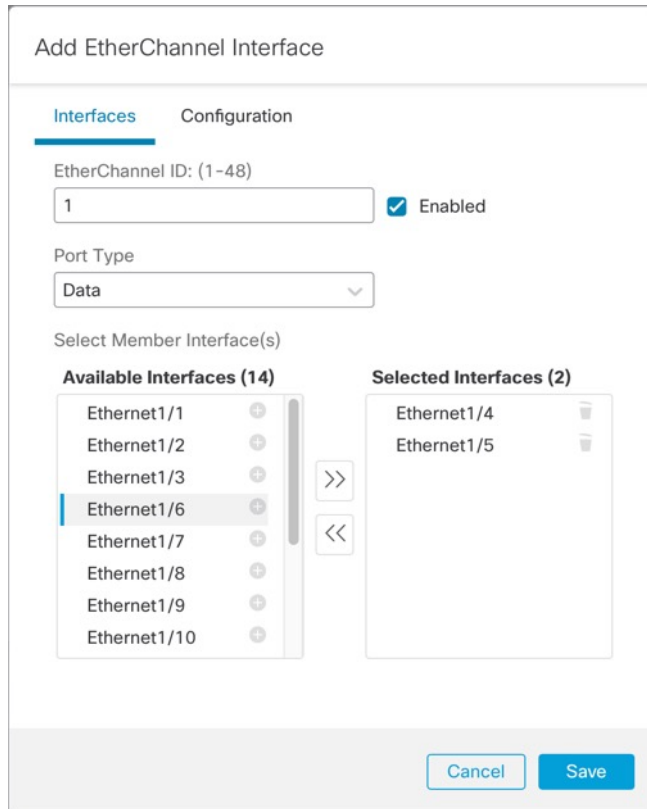 Add EtherChannel Interface
Interfaces Configuration
EtherChannel ID: (1-48)
1 Enabled
Port Type
Data
Select Member Interface(s)
Available Interfaces (14)
Ethernet1/1
Ethernet1/2
Ethernet1/3
Ethernet1/6
Ethernet1/7
Ethernet1/8
Ethernet1/9
Ethernet1/10
>>
<<
Selected Interfaces (2)
Ethernet1/4
Ethernet1/5
Cancel Save